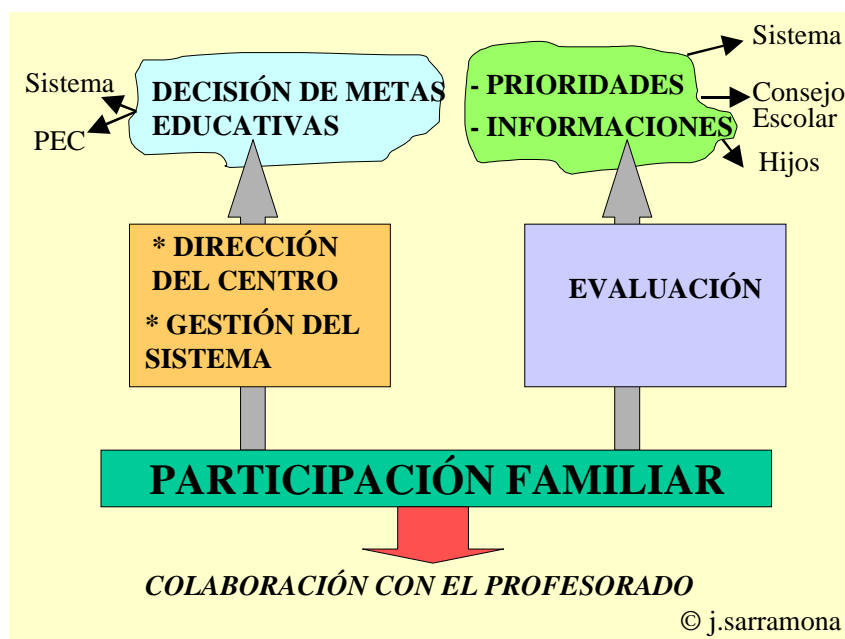 Sistema
PEC
DECISIÓN DE METAS
EDUCATIVAS
- PRIORIDADES
- INFORMACIONES
Sistema
Consejo
Escolar
Hijos
* DIRECCIÓN
DEL CENTRO
* GESTIÓN DEL
SISTEMA
EVALUACIÓN
PARTICIPACIÓN FAMILIAR
COLABORACIÓN CON EL PROFESORADO
© j.sarramona